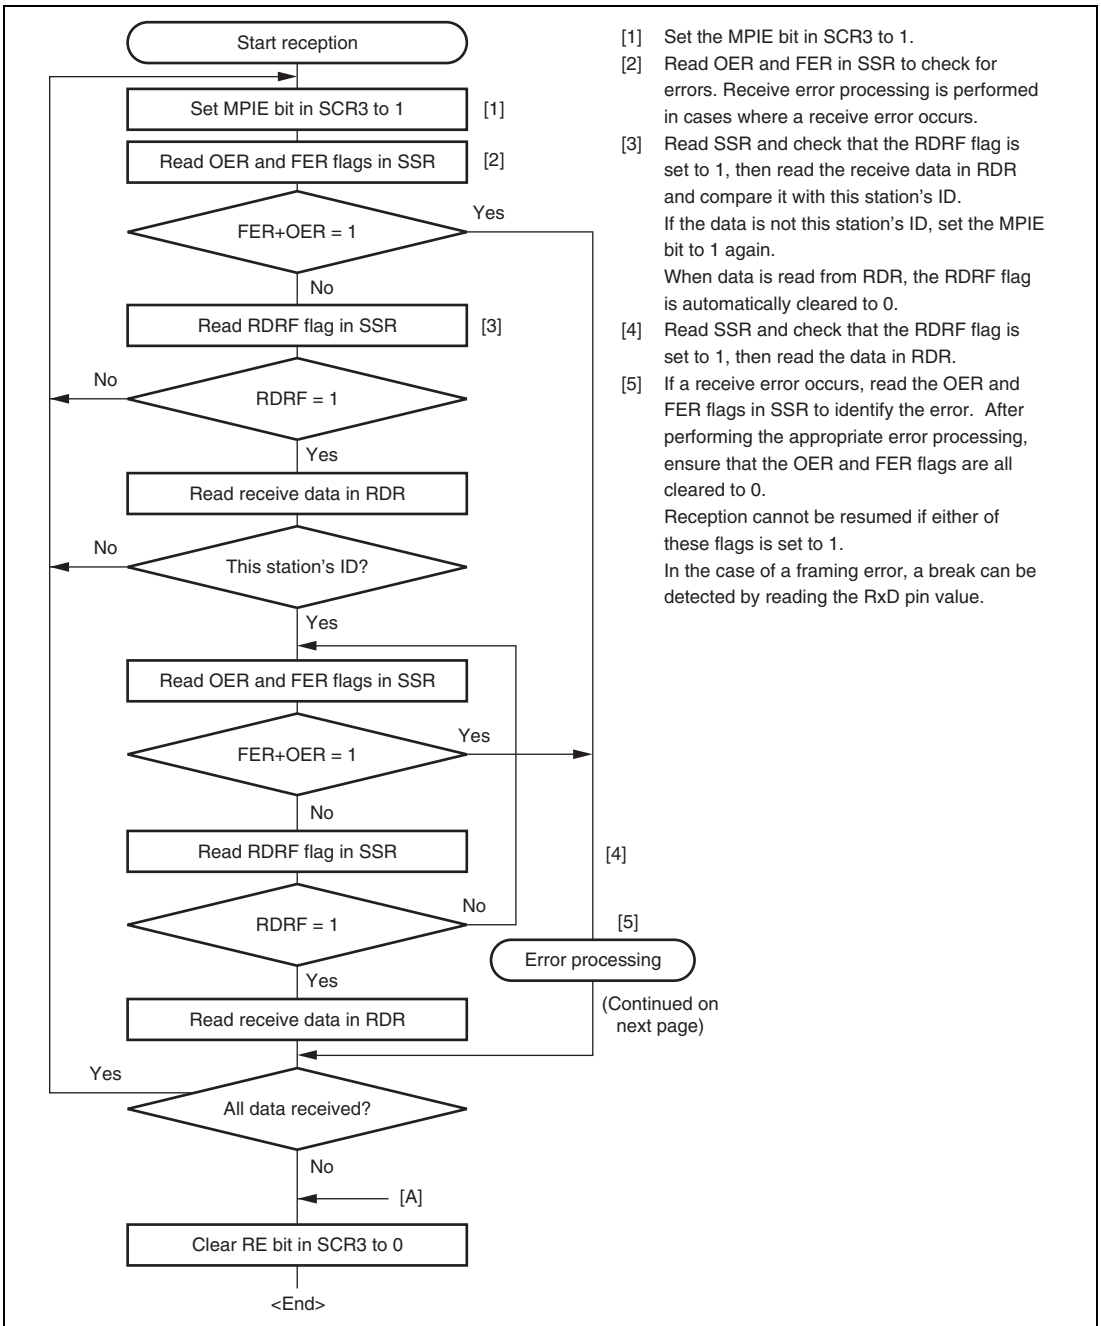 Start reception
Set MPIE bit in SCR3 to 1
[1]
Read OER and FER flags in SSR
[2]
FER+OER = 1
Yes
No
Read RDRF flag in SSR
[3]
No
RDRF = 1
Yes
Read receive data in RDR
No
This station's ID?
Yes
Read OER and FER flags in SSR
FER+OER = 1
Yes
No
Read RDRF flag in SSR
[4]
RDRF = 1
No
[5]
Error processing
Yes
(Continued on
next page)
Read receive data in RDR
Yes
All data received?
No
[A]
Clear RE bit in SCR3 to 0
<End>
[1] Set the MPIE bit in SCR3 to 1.
[2] Read OER and FER in SSR to check for
errors. Receive error processing is performed
in cases where a receive error occurs.
[3] Read SSR and check that the RDRF flag is
set to 1, then read the receive data in RDR
and compare it with this station's ID.
If the data is not this station's ID, set the MPIE
bit to 1 again.
When data is read from RDR, the RDRF flag
is automatically cleared to 0.
[4] Read SSR and check that the RDRF flag is
set to 1, then read the data in RDR.
[5] If a receive error occurs, read the OER and
FER flags in SSR to identify the error. After
performing the appropriate error processing,
ensure that the OER and FER flags are all
cleared to 0.
Reception cannot be resumed if either of
these flags is set to 1.
In the case of a framing error, a break can be
detected by reading the RxD pin value.